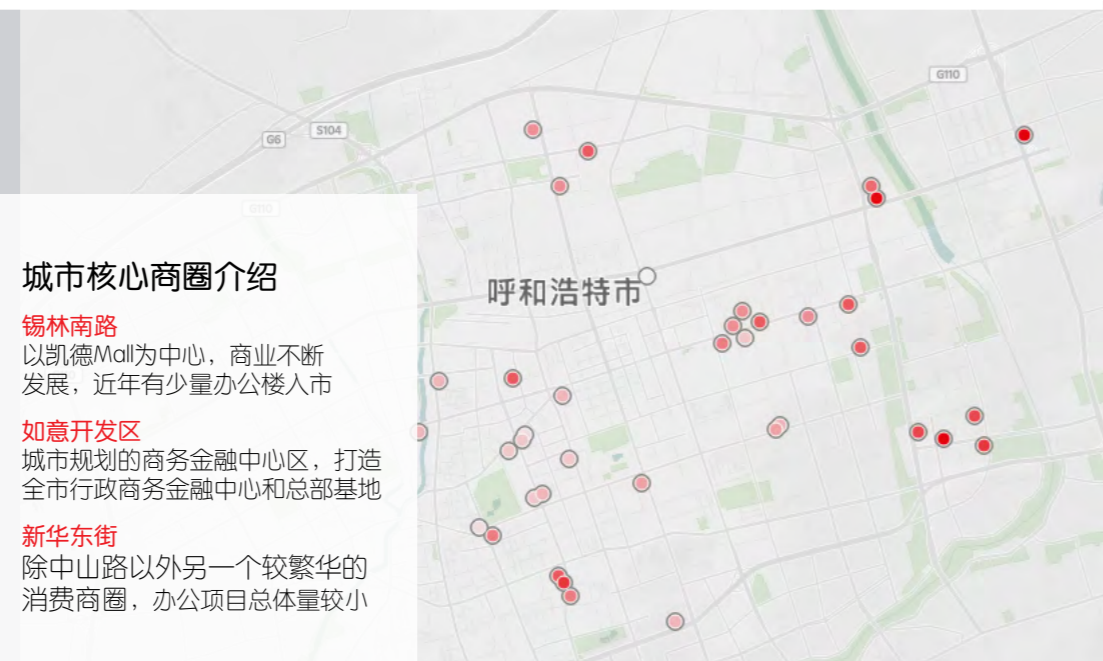 G110
S104
G6
G110
城市核心商圈介绍
呼和浩特市
锡林南路
以凯德Mall为中心，商业不断
发展，近年有少量办公楼入市
如意开发区
城市规划的商务金融中心区，打造
全市行政商务金融中心和总部基地
新华东街
除中山路以外另一个较繁华的
消费商圈，办公项目总体量较小